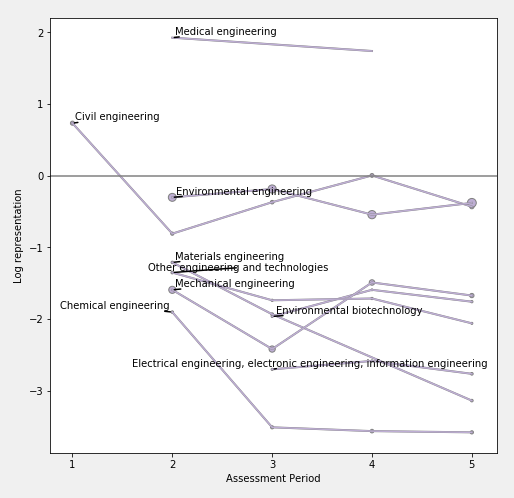 2
Medical engineering
1
Civil engineering
0
Environmental engineering
−1
Materials engineering
Other engineering and technologies
Mechanical engineering
−2
Chemical engineering
Environmental biotechnology
Electrical engineering, electronic engineering, information engineering
−3
Log representation
1 2 3 4 5
Assessment Period